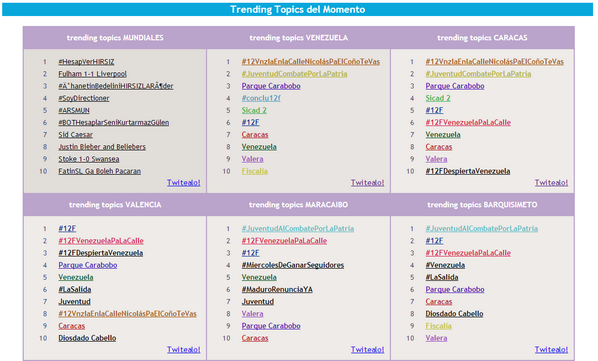 Trending Topics del Momento
trending topics MUNDIALES
1 #HesapVerHIRSIZ
2 Fulham 1-1 Liverpool
3 #Ä°hanetinBedeliniHIRSIZLARÃ¶der
4 #SoyDirectioner
5 #ARSMUN
6 #BOTHesaplarSeniKurtarmazGülen
7 Sid Caesar
8 Justin Bieber and Beliebers
9 Stoke 1-0 Swansea
10 FatinSL Ga Boleh Pacaran
Twitealo!
trending topics VENEZUELA
1 #12VnzlaEnlaCalleNicolásPaElCoñoTeVas
2 #JuventudCombatePorLaPatria
3 Parque Carabobo
4 #conclu12f
5 Sicad 2
6 #12F
7 Caracas
8 Venezuela
9 Valera
10 Fiscalía
Twitealo!
trending topics CARACAS
1 #12VnzlaEnlaCalleNicolásPaElCoñoTeVas
2 #JuventudCombatePorLaPatria
3 Parque Carabobo
4 Sicad 2
5 #12F
6 #12FVenezuelaPaLaCalle
7 Venezuela
8 Caracas
9 Valera
10 #12FDespiertaVenezuela
Twitealo!
trending topics VALENCIA
1 #12F
2 #12FVenezuelaPaLaCalle
3 #12FDespiertaVenezuela
4 Parque Carabobo
5 Venezuela
6 #LaSalida
7 Juventud
8 #12VnzlaEnlaCalleNicolásPaElCoñoTeVas
9 Caracas
10 Diosdado Cabello
Twitealo!
trending topics MARACAIBO
1 #JuventudAlCombatePorLaPatria
2 #12FVenezuelaPaLaCalle
3 #12F
4 #MiercolesDeGanarSeguidores
5 Venezuela
6 #MaduroRenunciaYA
7 Juventud
8 Valera
9 Parque Carabobo
10 Caracas
Twitealo!
trending topics BARQUISIMETO
1 #JuventudAlCombatePorLaPatria
2 #12F
3 #12FVenezuelaPaLaCalle
4 #Venezuela
5 #LaSalida
6 Parque Carabobo
7 Caracas
8 Diosdado Cabello
9 Fiscalía
10 Valera
Twitealo!